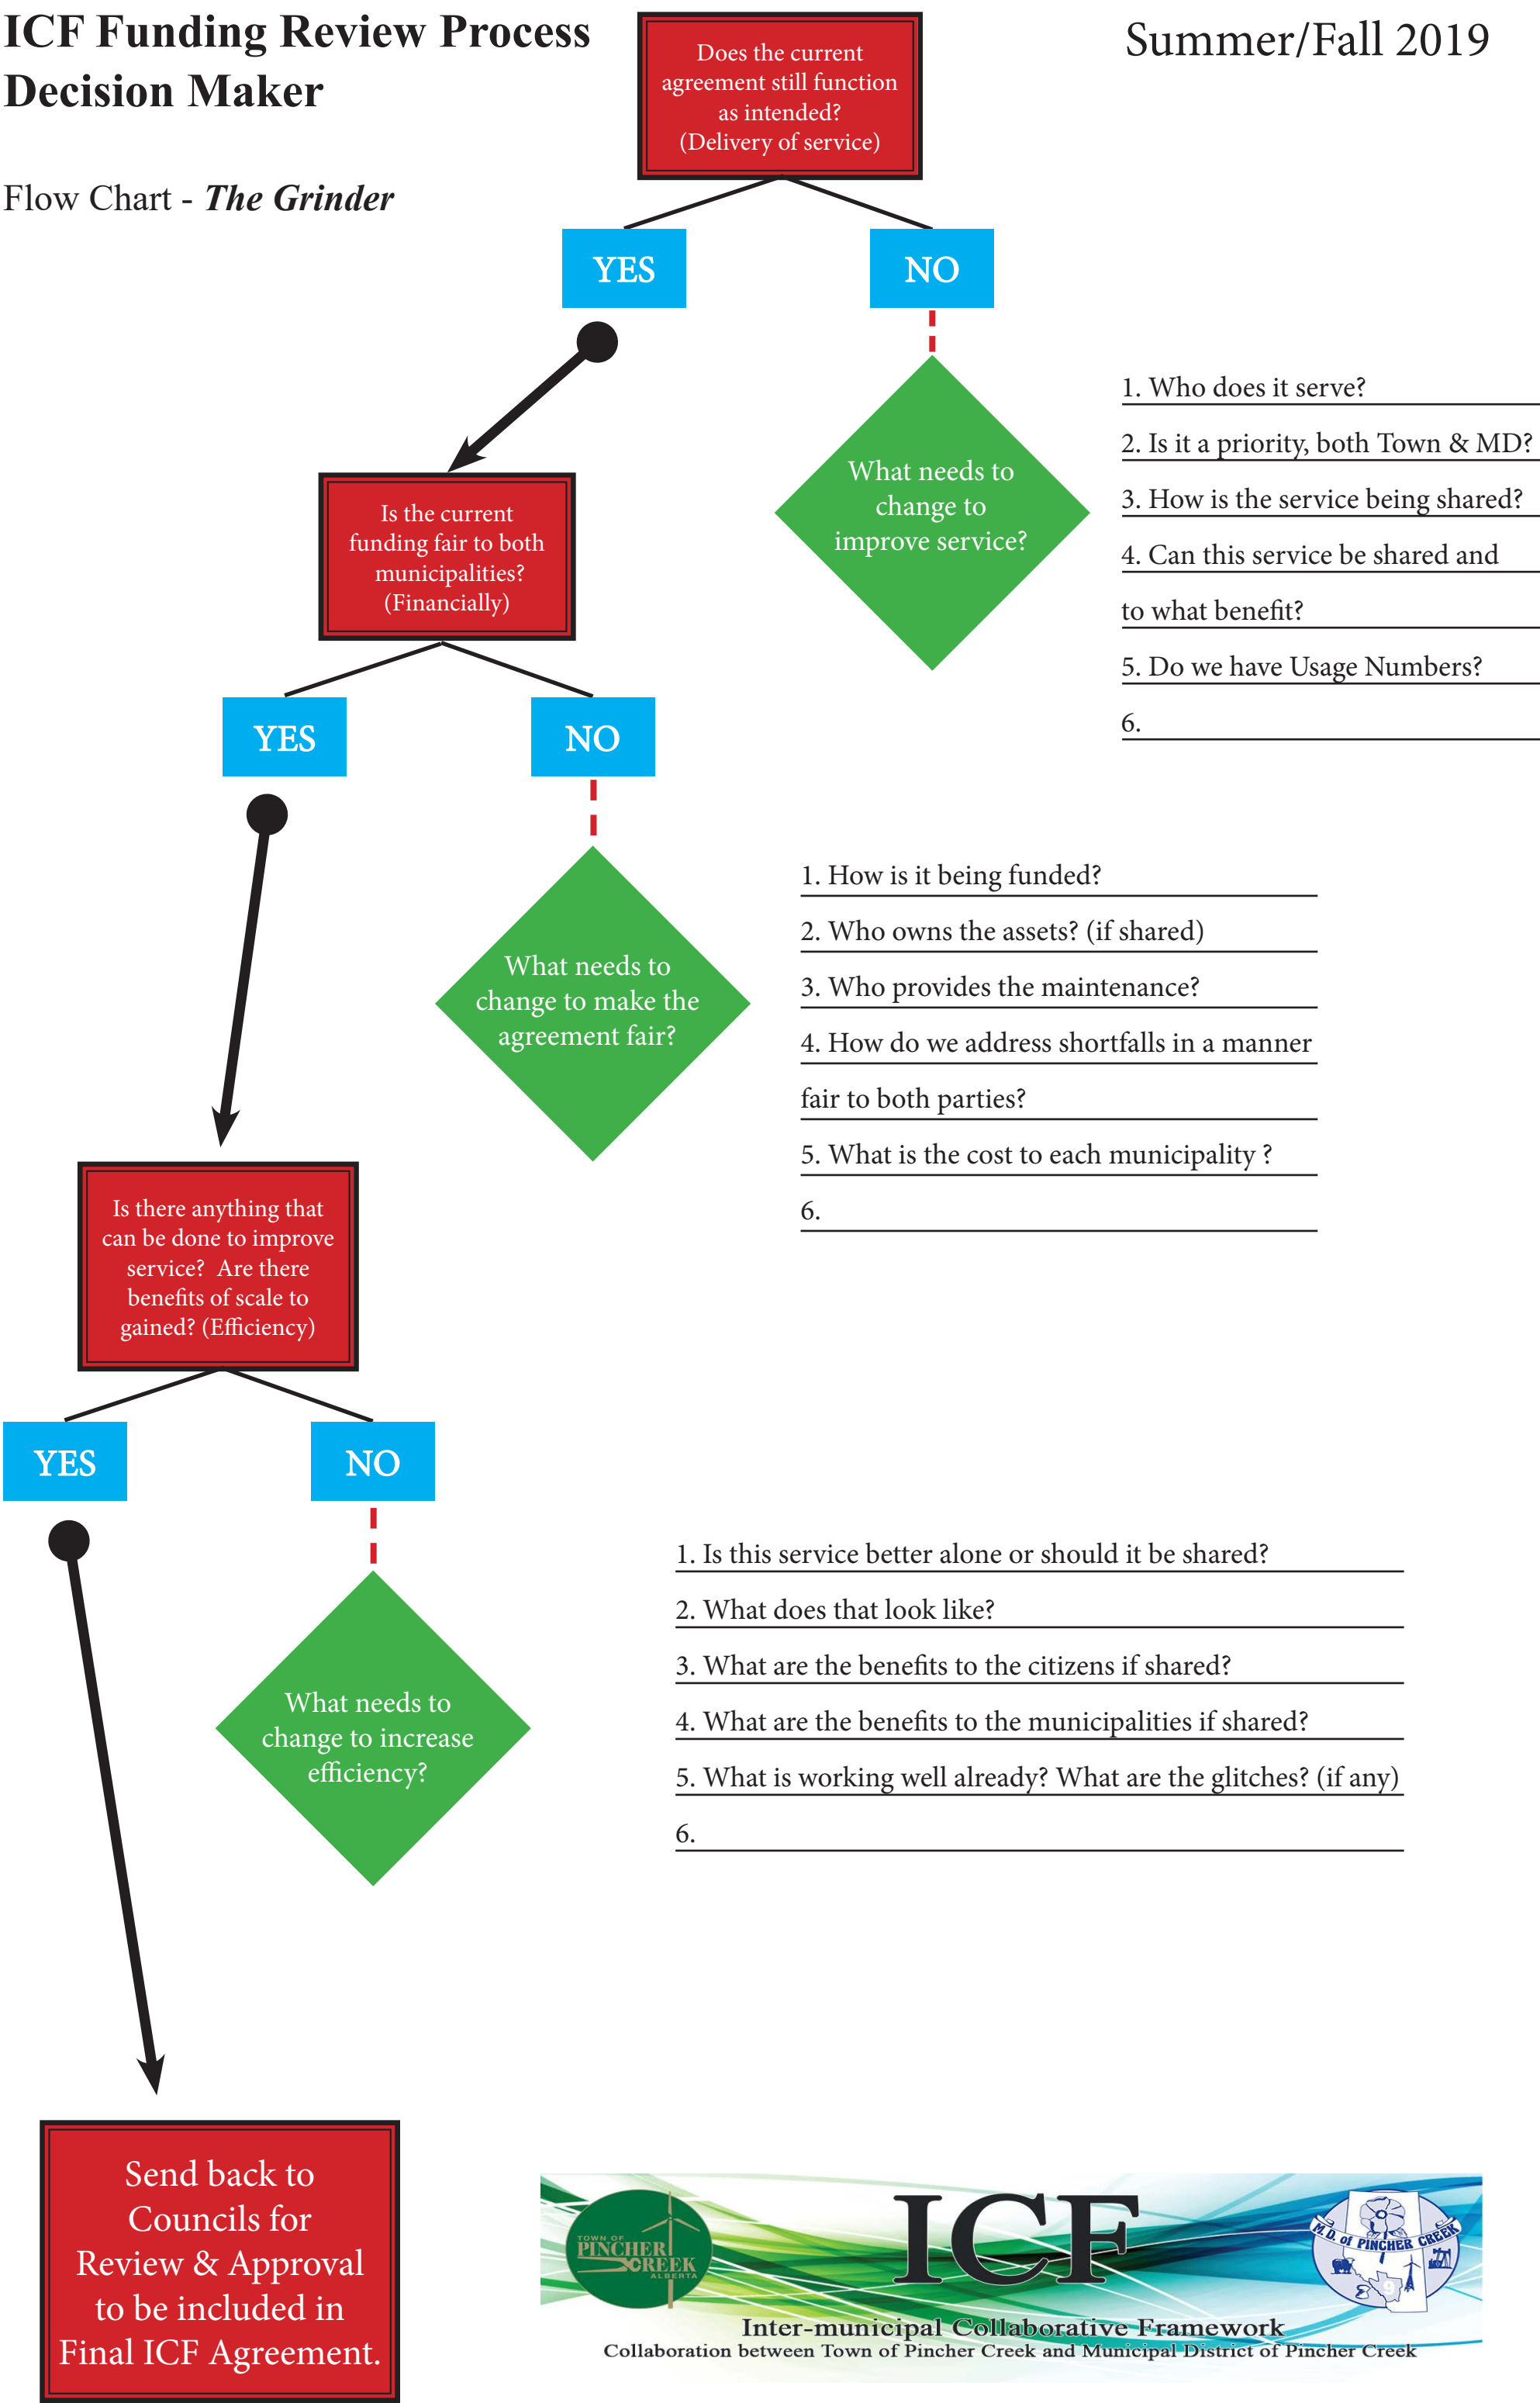 ICF Funding Review Process
Decision Maker
Summer/Fall 2019
Flow Chart - The Grinder
Does the current
agreement still function
as intended?
(Delivery of service)
YES
NO
What needs to
change to
improve service?
1. Who does it serve?
2. Is it a priority, both Town & MD?
3. How is the service being shared?
4. Can this service be shared and
to what benefit?
5. Do we have Usage Numbers?
6.
Is the current
funding fair to both
municipalities?
(Financially)
YES
NO
What needs to
change to make the
agreement fair?
1. How is it being funded?
2. Who owns the assets? (if shared)
3. Who provides the maintenance?
4. How do we address shortfalls in a manner
fair to both parties?
5. What is the cost to each municipality ?
6.
Is there anything that
can be done to improve
service?  Are there
benefits of scale to
gained? (Efficiency)
YES
NO
What needs to
change to increase
efficiency?
1. Is this service better alone or should it be shared?
2. What does that look like?
3. What are the benefits to the citizens if shared?
4. What are the benefits to the municipalities if shared?
5. What is working well already? What are the glitches? (if any)
6.
Send back to
Councils for
Review & Approval
to be included in
Final ICF Agreement.
TOWN OF
PINCHER
CREEK
ALBERTA
ICF
M.D. of PINCHER CREEK
9
Inter-municipal Collaborative Framework
Collaboration between Town of Pincher Creek and Municipal District of Pincher Creek